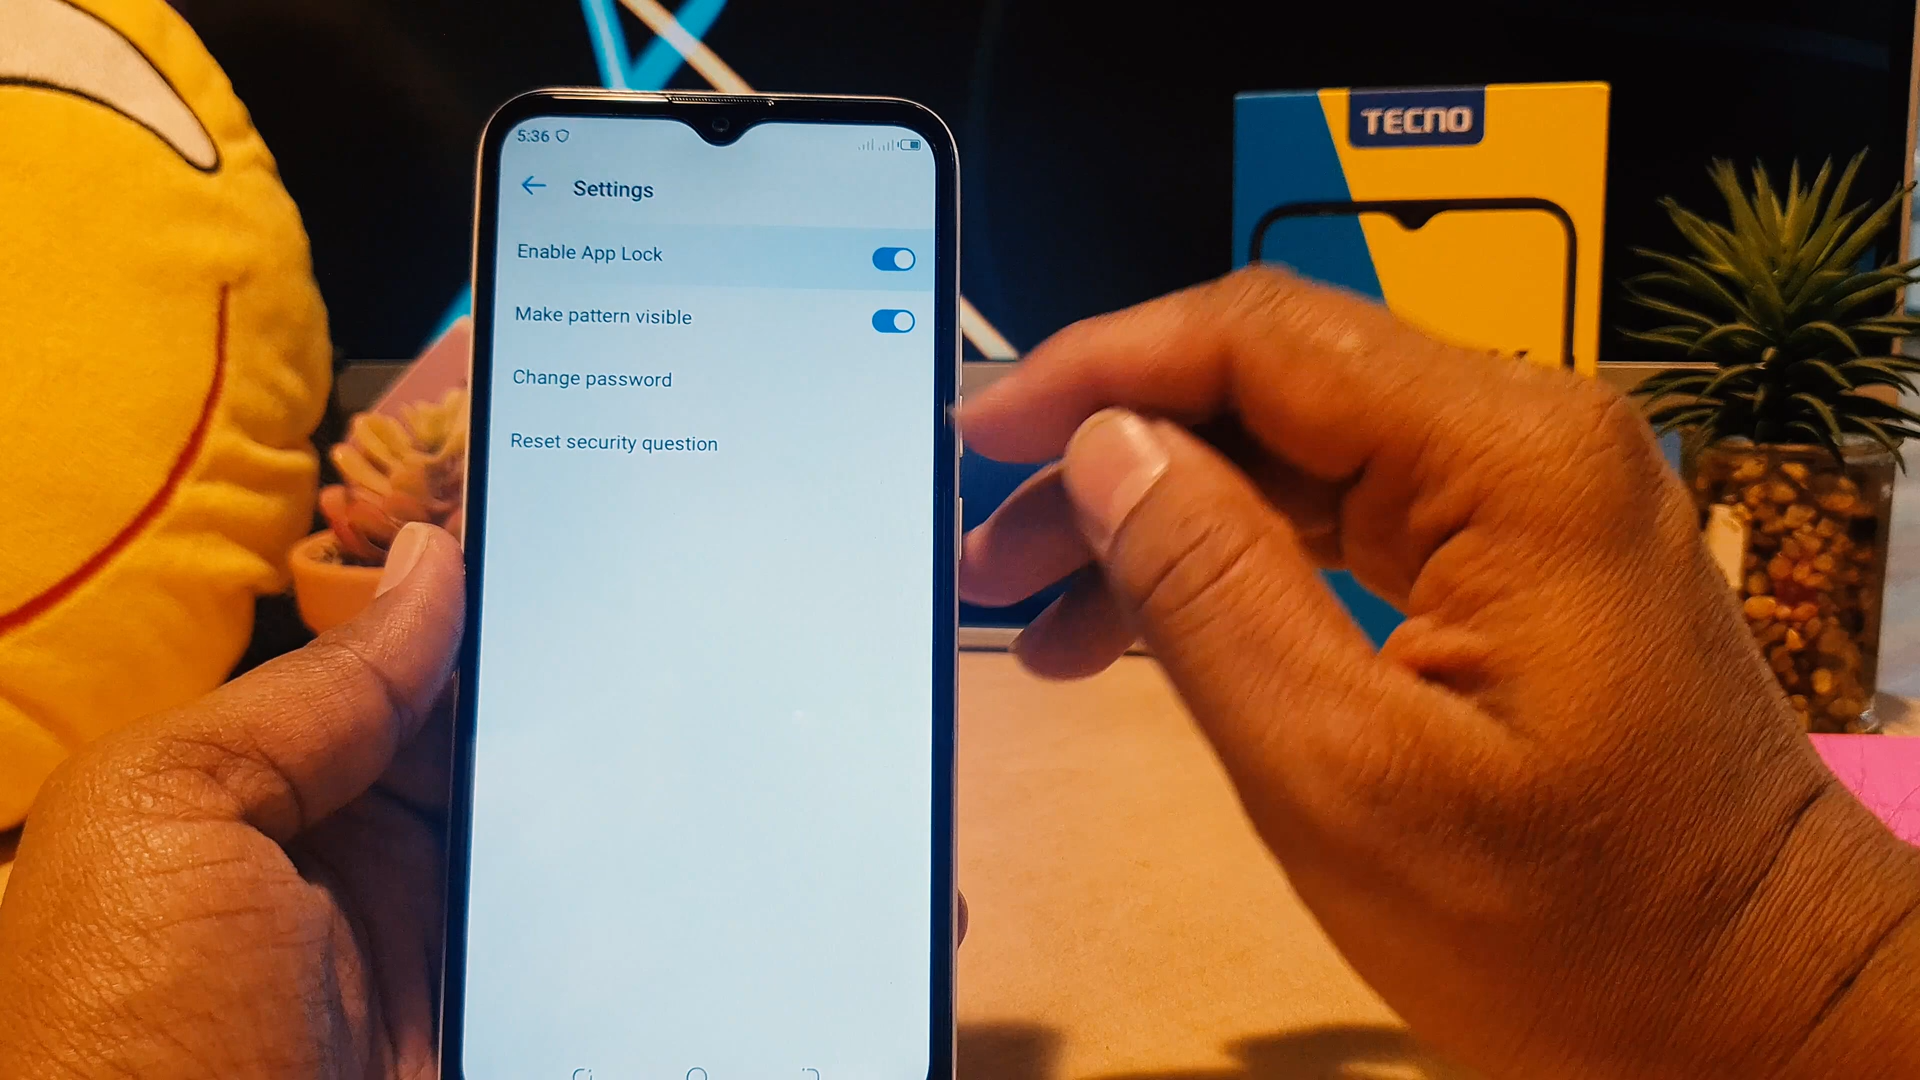 5:36
Settings
Enable App Lock
Make pattern visible
Change password
Reset security question
TECNO